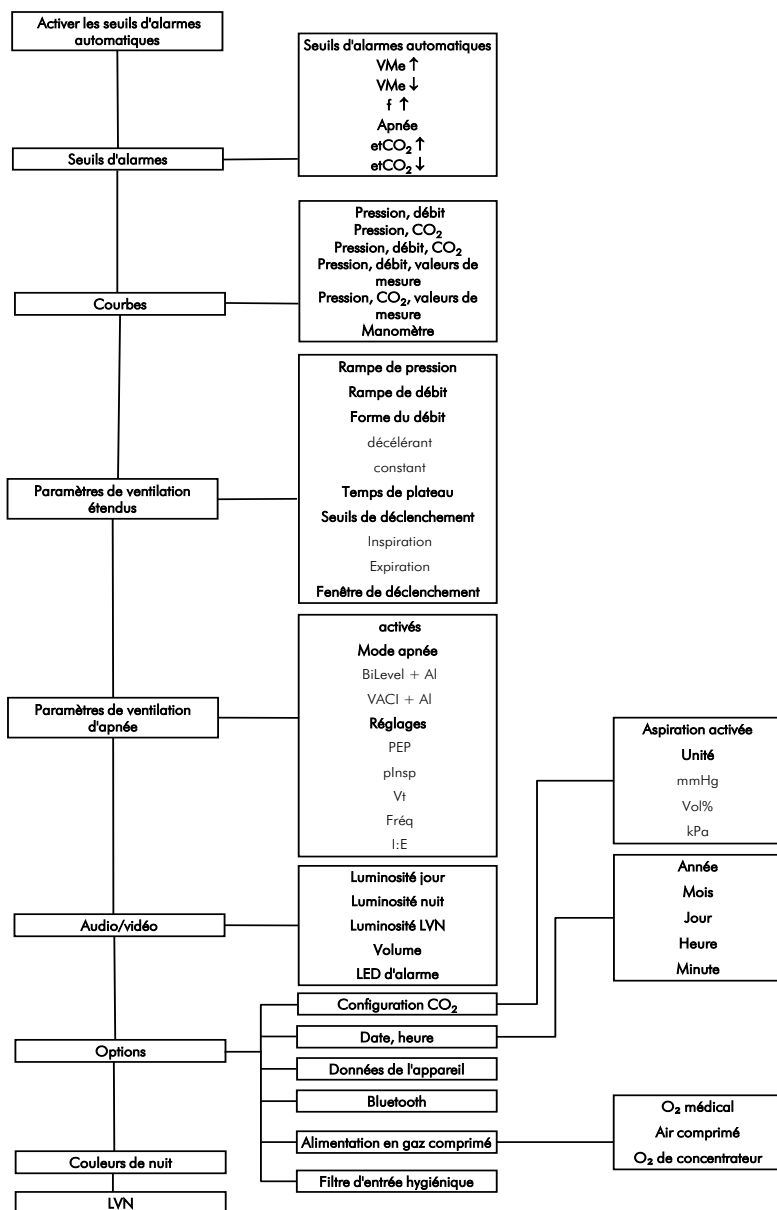 Activer les seuils d'alarmes
automatiques
Seuils d'alarmes automatiques
VMe ↑
VMe ↓
f ↑
Apnée
etCO₂ ↑
etCO₂ ↓
Seuils d'alarmes
Pression, débit
Pression, CO₂
Pression, débit, CO₂
Pression, débit, valeurs de
mesure
Pression, CO₂, valeurs de
mesure
Manomètre
Courbes
Rampe de pression
Rampe de débit
Forme du débit
décélérant
constant
Temps de plateau
Seuils de déclenchement
Inspiration
Expiration
Fenêtre de déclenchement
Paramètres de ventilation
étendus
activés
Mode apnée
BiLevel + AI
VACI + AI
Réglages
PEP
pInsp
Vt
Fréq
I:E
Paramètres de ventilation
d'apnée
Aspiration activée
Unité
mmHg
Vol%
kPa
Luminosité jour
Luminosité nuit
Luminosité LVN
Volume
LED d'alarme
Audio/vidéo
Année
Mois
Jour
Heure
Minute
Configuration CO₂
Date, heure
Données de l'appareil
Bluetooth
Alimentation en gaz comprimé
Filtre d'entrée hygiénique
Options
O₂ médical
Air comprimé
O₂ de concentrateur
Couleurs de nuit
LVN